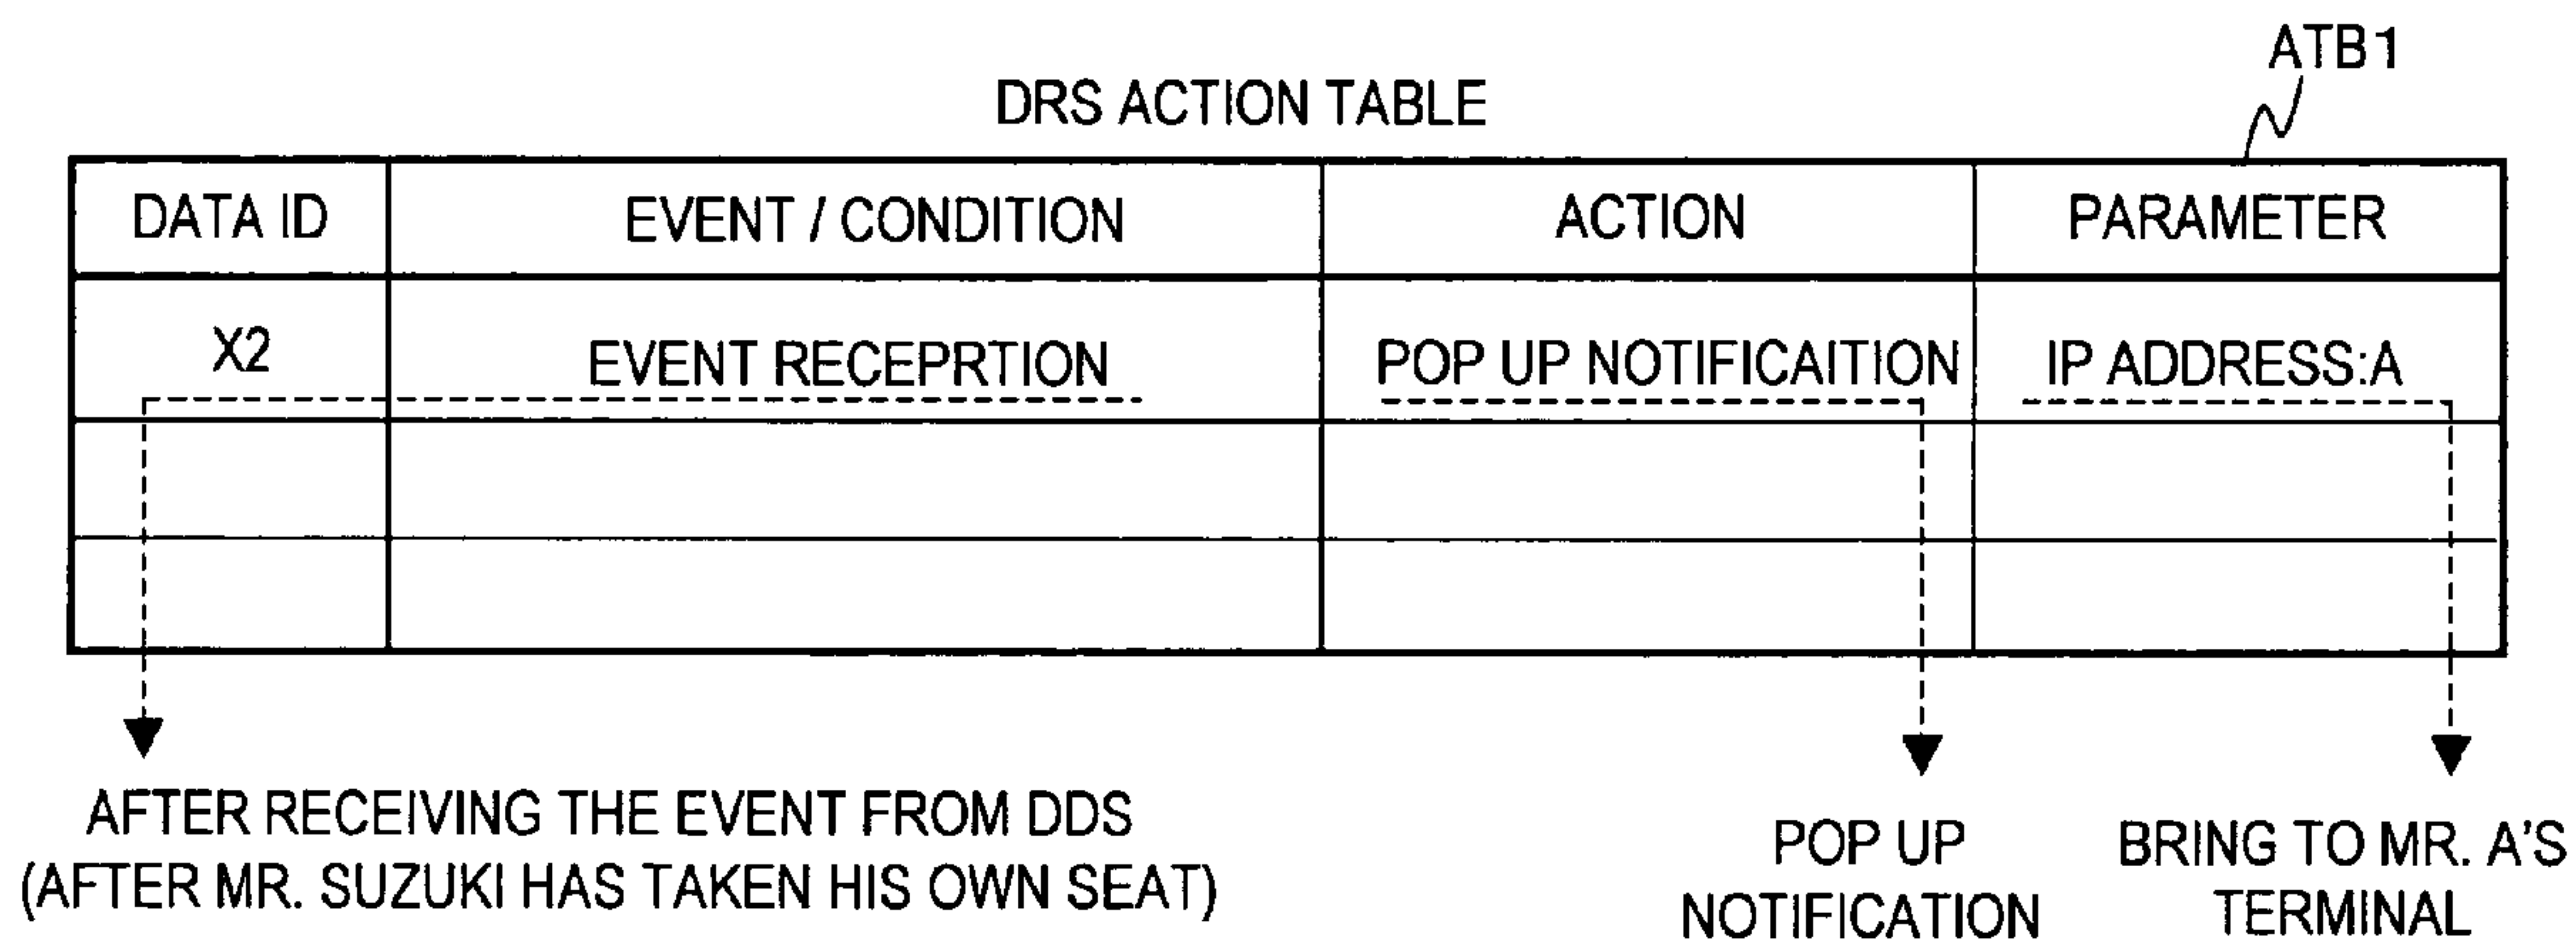 ATB1
DRS ACTION TABLE
DATA ID EVENT / CONDITION ACTION PARAMETER
X2 EVENT RECEPRTION POP UP NOTIFICAITION IP ADDRESS:A
AFTER RECEIVING THE EVENT FROM DDS
(AFTER MR. SUZUKI HAS TAKEN HIS OWN SEAT)
POP UP
NOTIFICATION
BRING TO MR. A'S
TERMINAL